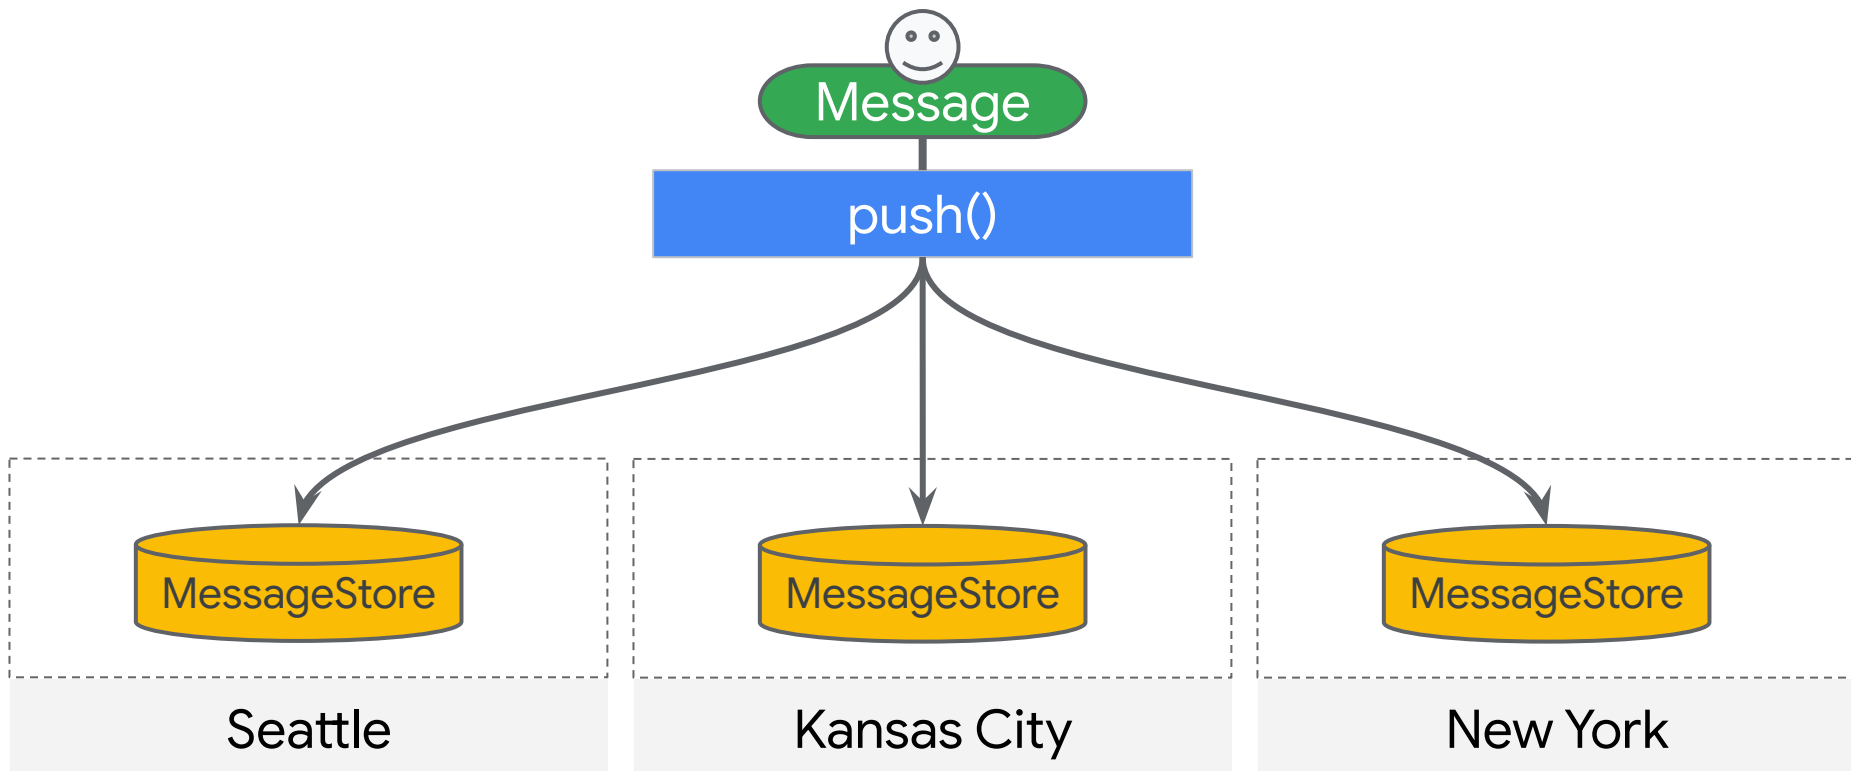 Message
push()
MessageStore
MessageStore
MessageStore
Seattle
Kansas City
New York